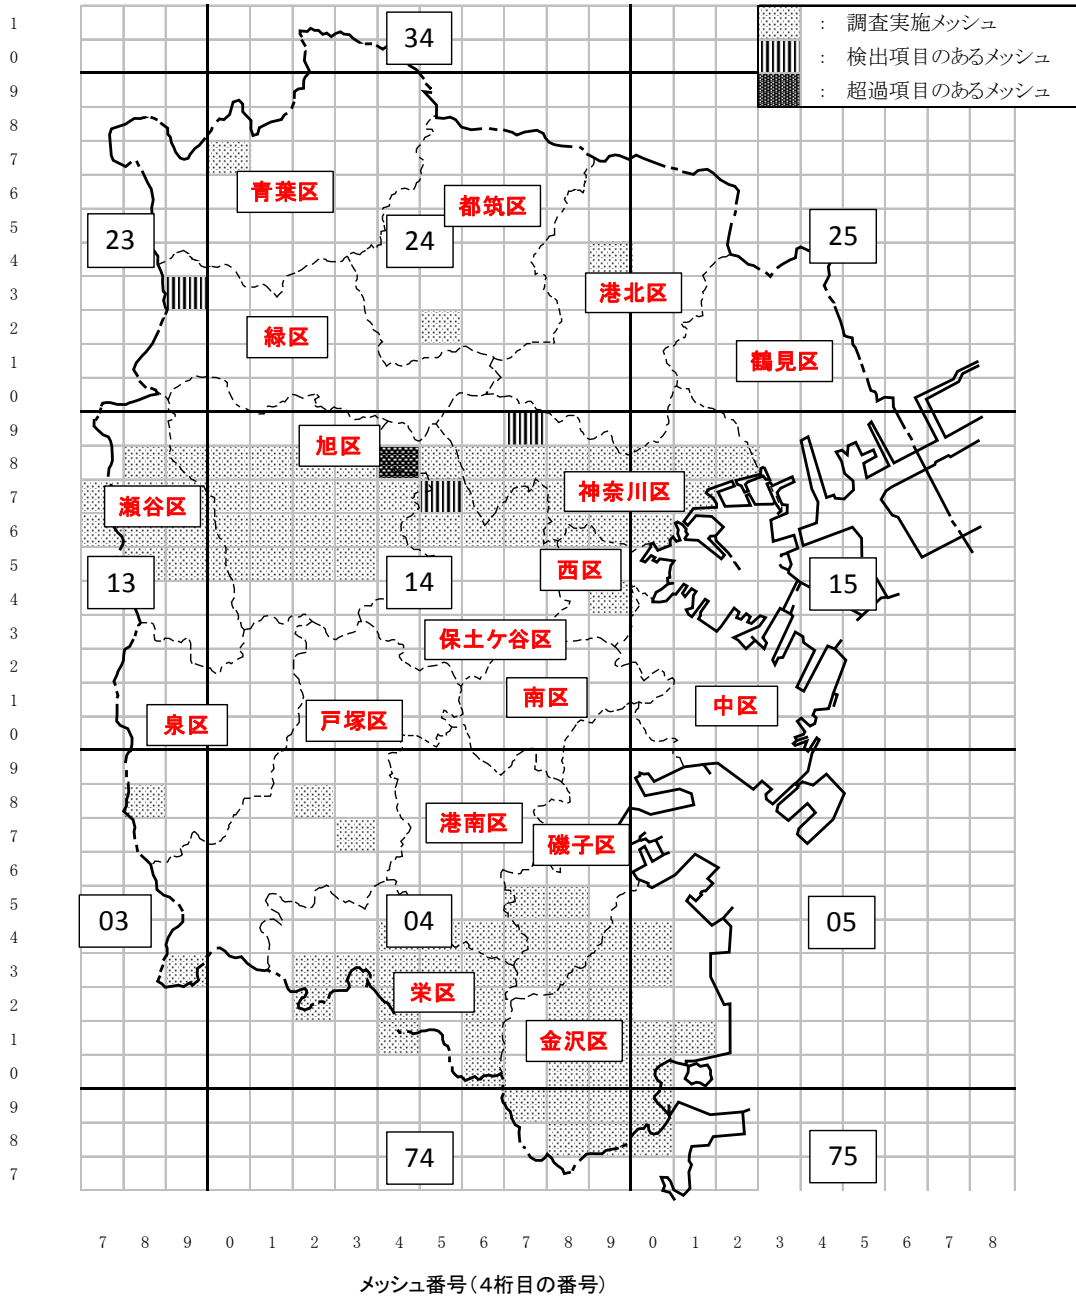 : 調査実施メッシュ
: 検出項目のあるメッシュ
: 超過項目のあるメッシュ
1
0
9
8
7
6
5
4
3
2
1
0
9
8
7
6
5
4
3
2
1
0
9
8
7
6
5
4
3
2
1
0
9
8
7
34
青葉区
都筑区
23
24
25
港北区
緑区
鶴見区
旭区
瀬谷区
神奈川区
13
14
西区
15
保土ケ谷区
南区
泉区
戸塚区
中区
港南区
磯子区
03
04
05
栄区
金沢区
74
75
7 8 9 0 1 2 3 4 5 6 7 8 9 0 1 2 3 4 5 6 7 8
メッシュ番号(4桁目の番号)